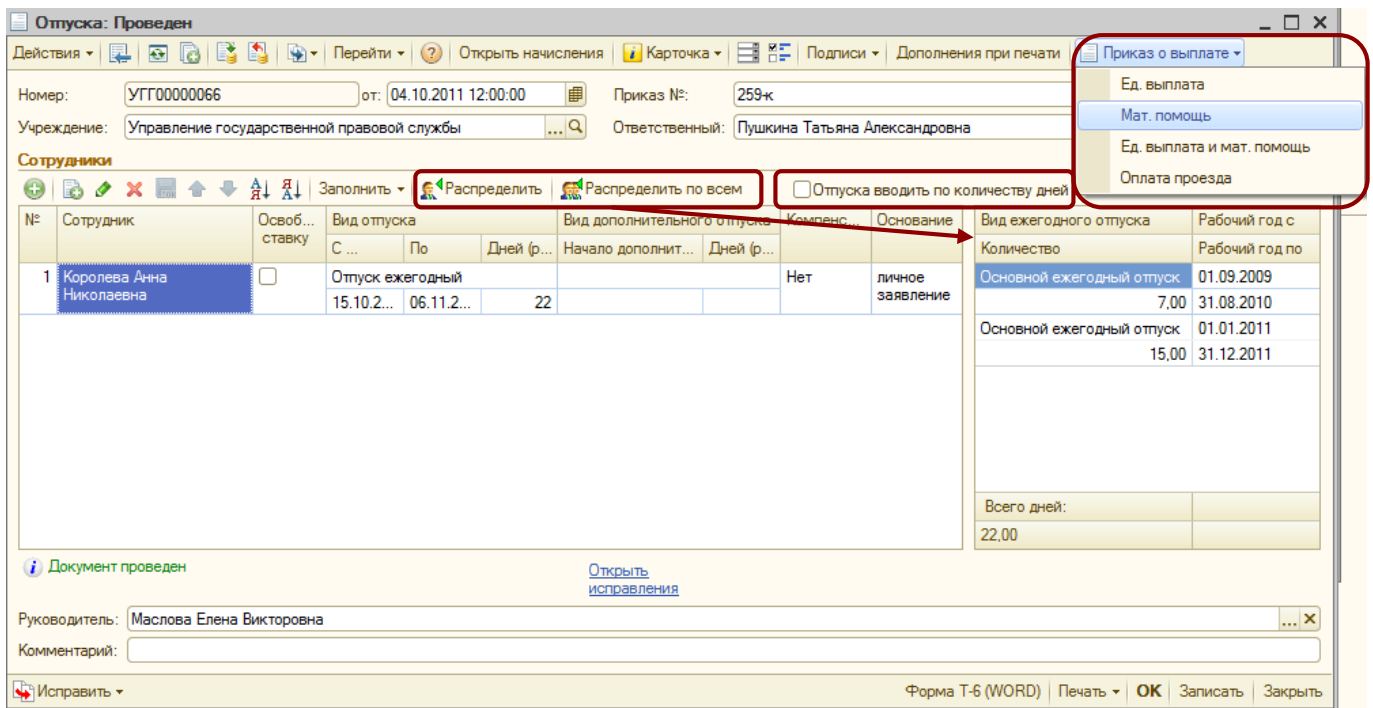 Отпуска: Проведен
Действия Перейти Открыть начисления Карточка Подписи Дополнения при печати Приказ о выплате
Ед. выплата
Мат. помощь
Ед. выплата и мат. помощь
Оплата проезда
Номер: УГГ00000066 от: 04.10.2011 12:00:00 Приказ №: 259-к
Учреждение: Управление государственной правовой службы ... Ответственный: Пушкина Татьяна Александровна
Сотрудники
Заполнить Распределить Распределить по всем Отпуска вводить по количеству дней
№ Сотрудник Освоб... ставку Вид отпуска Вид дополнительного отпуска Компенс... Основание Вид ежегодного отпуска Рабочий год с
С ... По Дней (р... Начало дополнит... Дней (р... Количество Рабочий год по
1 Королева Анна Отпуск ежегодный Нет личное Основной ежегодный отпуск 01.09.2009
Николаевна 15.10.2... 06.11.2... 22 заявление 7,00 31.08.2010
Основной ежегодный отпуск 01.01.2011
15,00 31.12.2011
Всего дней:
22,00
Документ проведен Открыть
исправления
Руководитель: Маслова Елена Викторовна ...
Комментарий:
Исправить Форма Т-6 (WORD) Печать OK Записать Закрыть